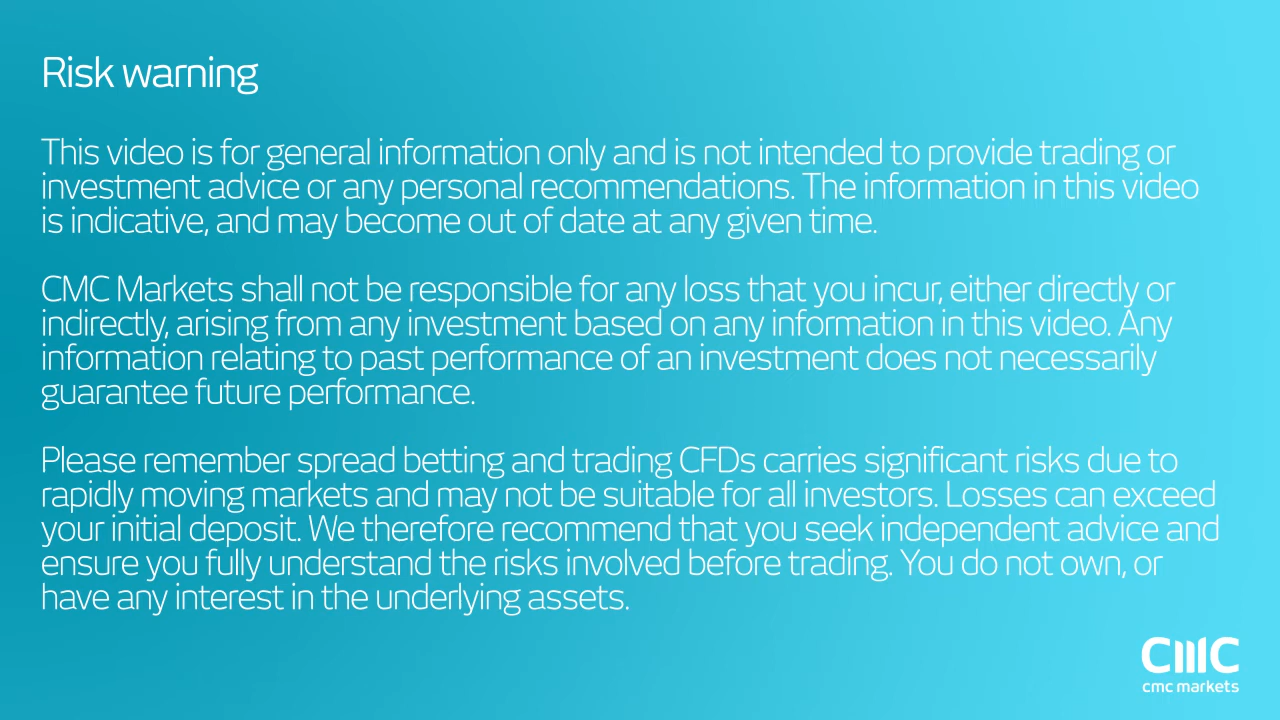 Risk warning
This video is for general information only and is not intended to provide trading or
investment advice or any personal recommendations. The information in this video
is indicative, and may become out of date at any given time.
CMC Markets shall not be responsible for any loss that you incur, either directly or
indirectly, arising from any investment based on any information in this video. Any
information relating to past performance of an investment does not necessarily
guarantee future performance.
Please remember spread betting and trading CFDs carries significant risks due to
rapidly moving markets and may not be suitable for all investors. Losses can exceed
your initial deposit. We therefore recommend that you seek independent advice and
ensure you fully understand the risks involved before trading. You do not own, or
have any interest in the underlying assets.
CMC
cmc markets